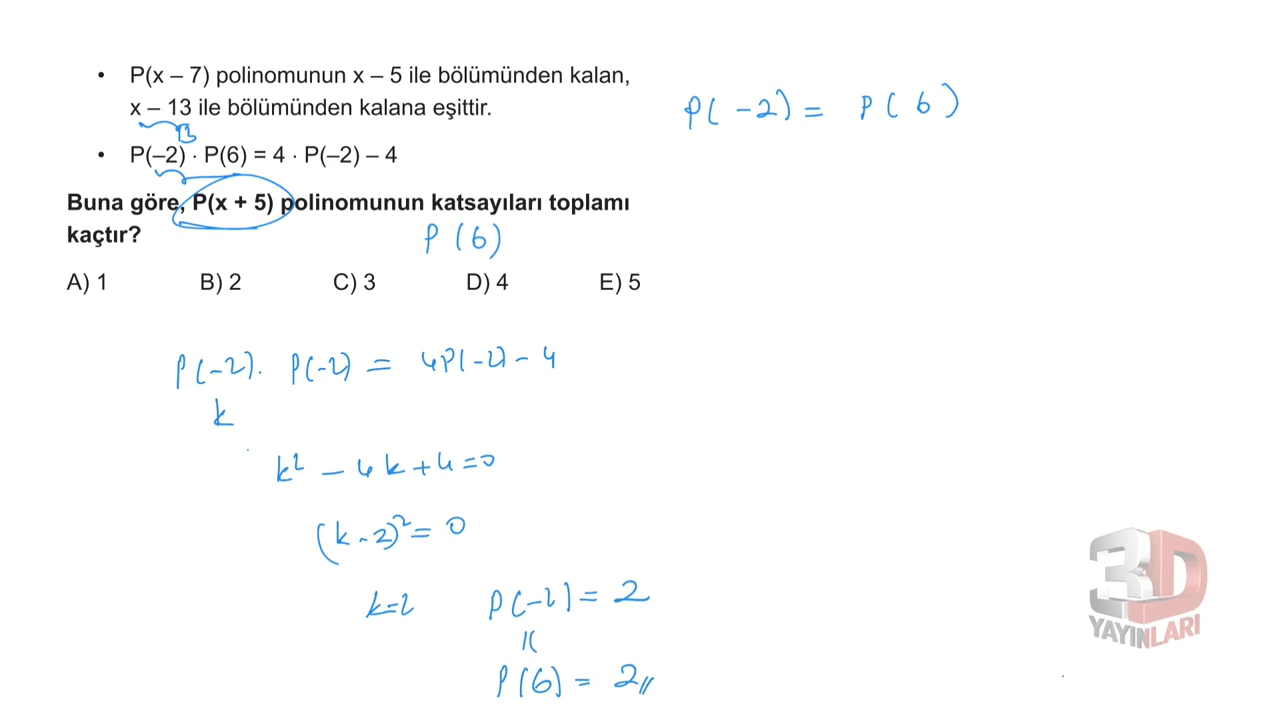 • P(x – 7) polinomunun x – 5 ile bölümünden kalan,
x – 13 ile bölümünden kalana eşittir.
13
• P(–2) · P(6) = 4 · P(–2) – 4
Buna göre, P(x + 5) polinomunun katsayıları toplamı
kaçtır?
P(6)
A) 1 B) 2 C) 3 D) 4 E) 5
P(-2) = P(6)
P(-2). P(-2) = 4P(-2) - 4
k
k² - 4k + 4 = 0
(k - 2)² = 0
k=2 P(-2) = 2
P(6) = 2
3D
YAYINLARI